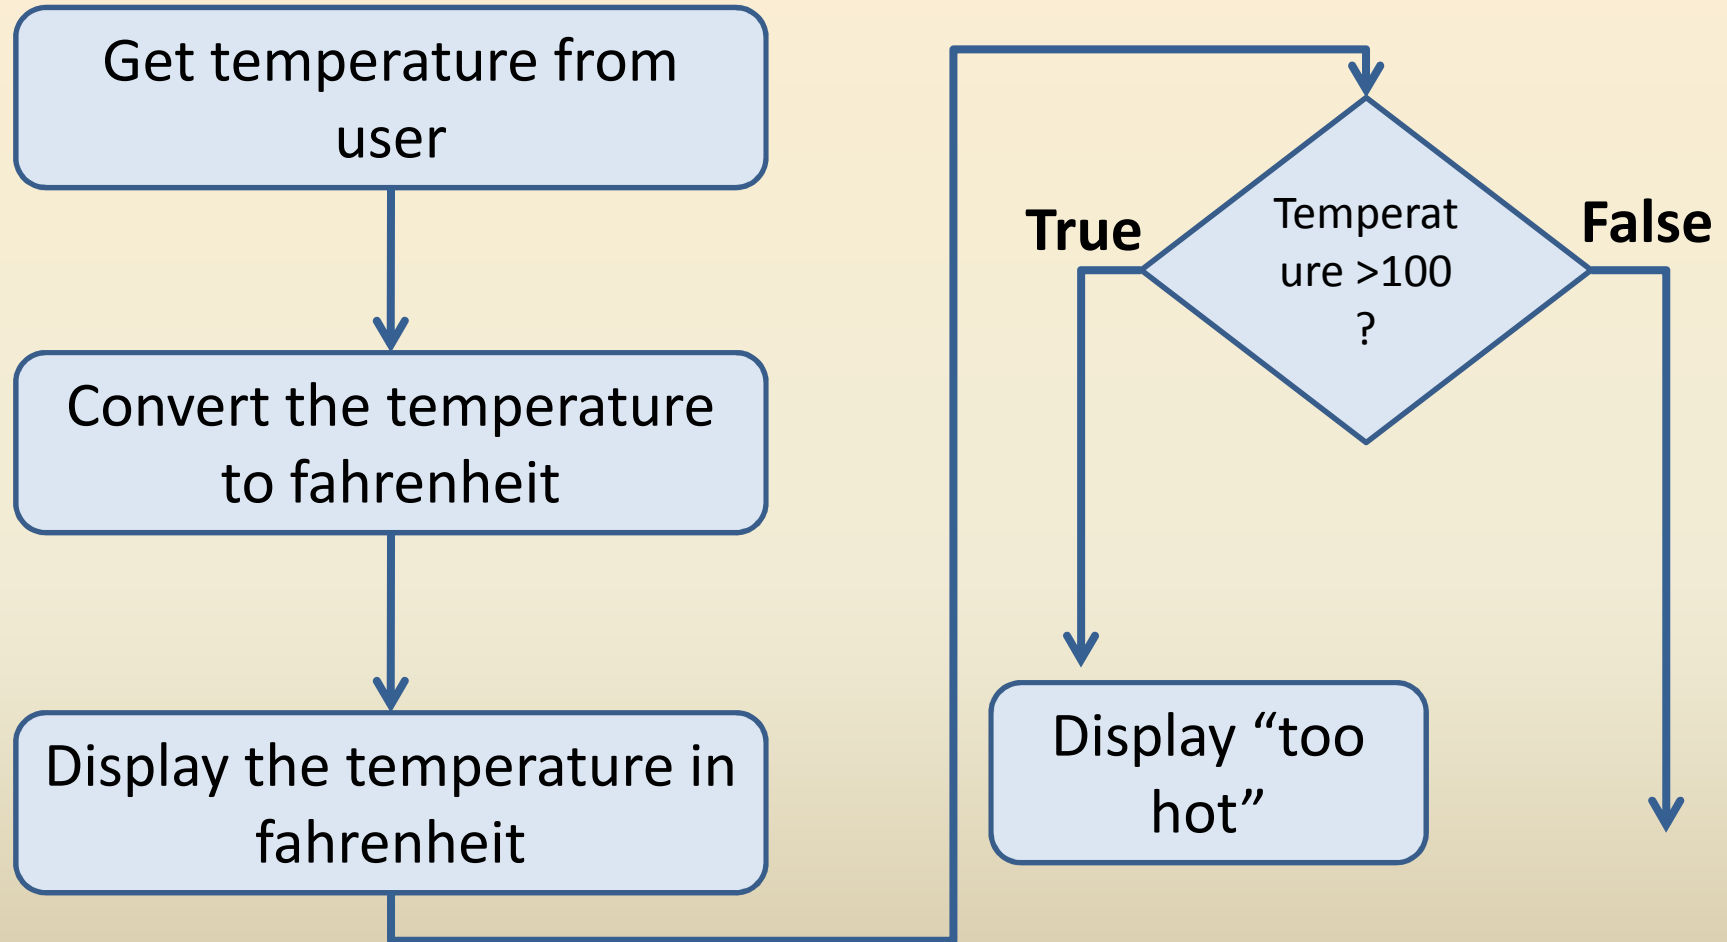 Get temperature from
user
Convert the temperature
to fahrenheit
Display the temperature in
fahrenheit
True
Temperat
ure >100
?
False
Display “too
hot”